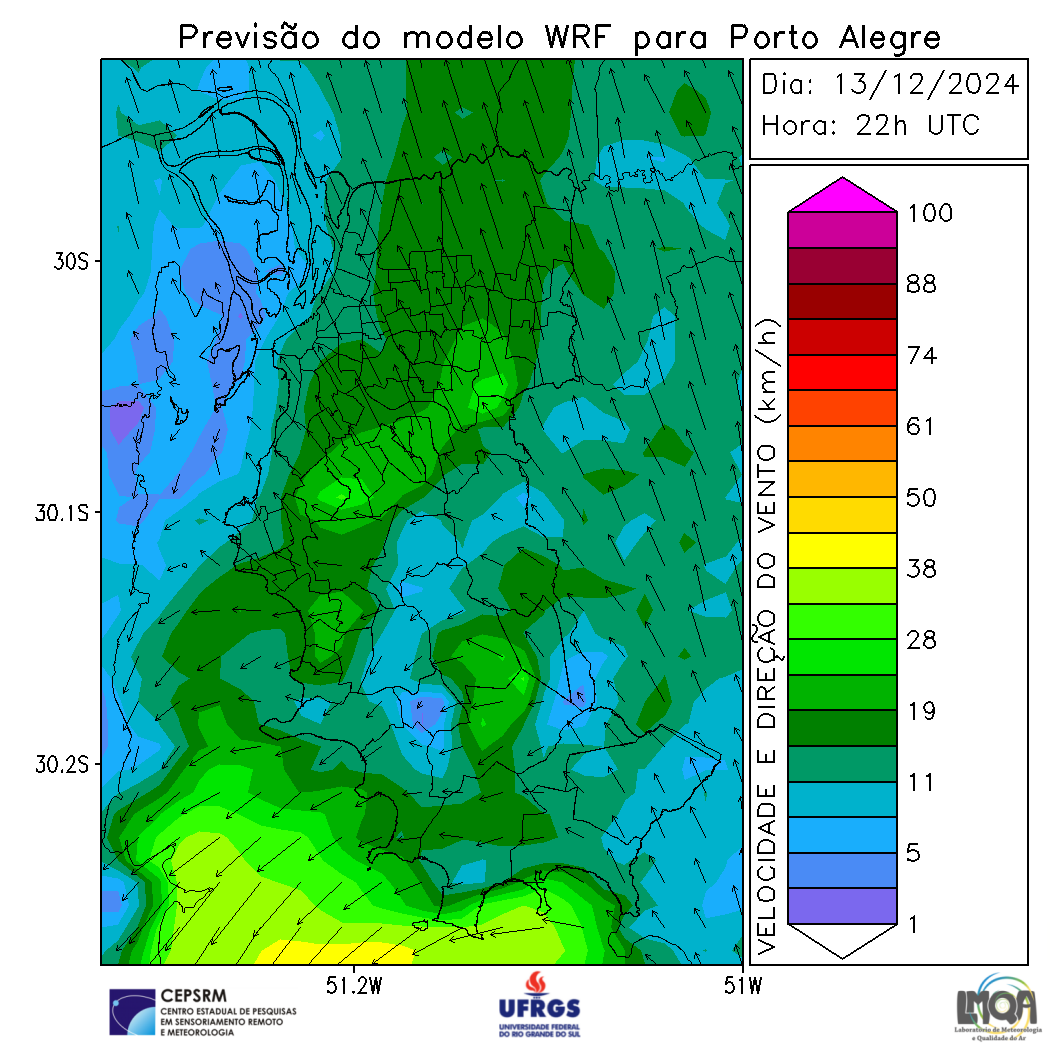 Previsão do modelo WRF para Porto Alegre
Dia: 13/12/2024
Hora: 22h UTC
30S
30.1S
30.2S
51.2W
51W
VELOCIDADE E DIREÇÃO DO VENTO (km/h)
100
88
74
61
50
38
28
19
11
5
1
CEPSRM
CENTRO ESTADUAL DE PESQUISAS
EM SENSORIAMENTO REMOTO
E METEOROLOGIA
UFRGS
UNIVERSIDADE FEDERAL
DO RIO GRANDE DO SUL
LMQA
Laboratório de Meteorologia
e Qualidade do Ar